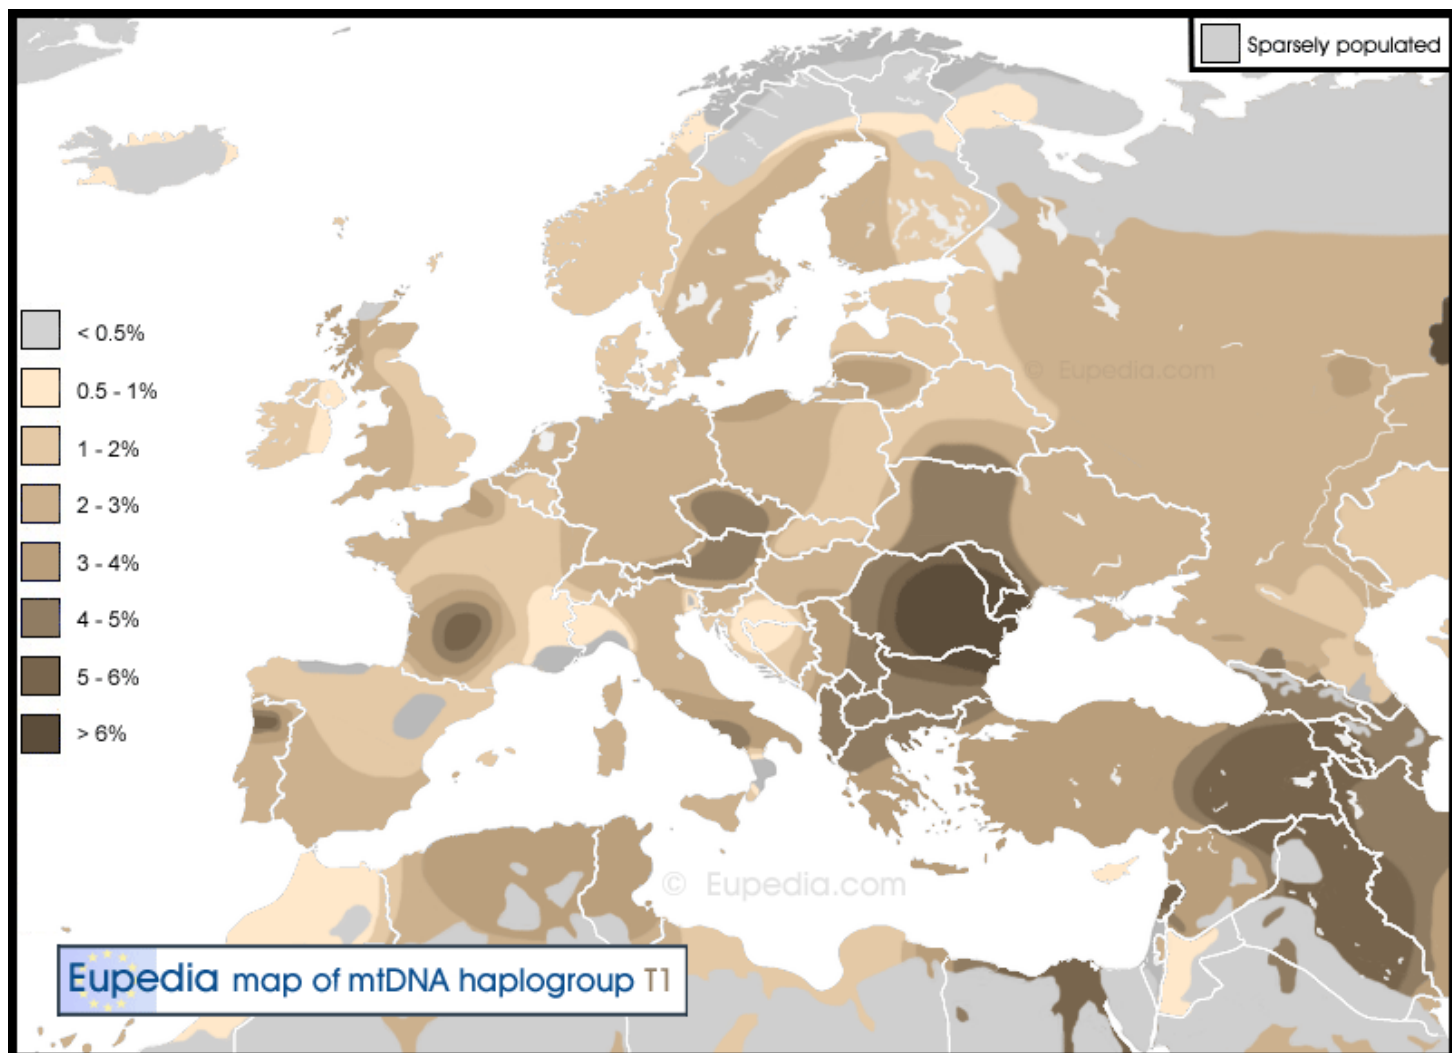 Sparsely populated
< 0.5%
0.5 - 1%
1 - 2%
2 - 3%
3 - 4%
4 - 5%
5 - 6%
> 6%
© Eupedia.com
© Eupedia.com
Eupedia map of mtDNA haplogroup T1